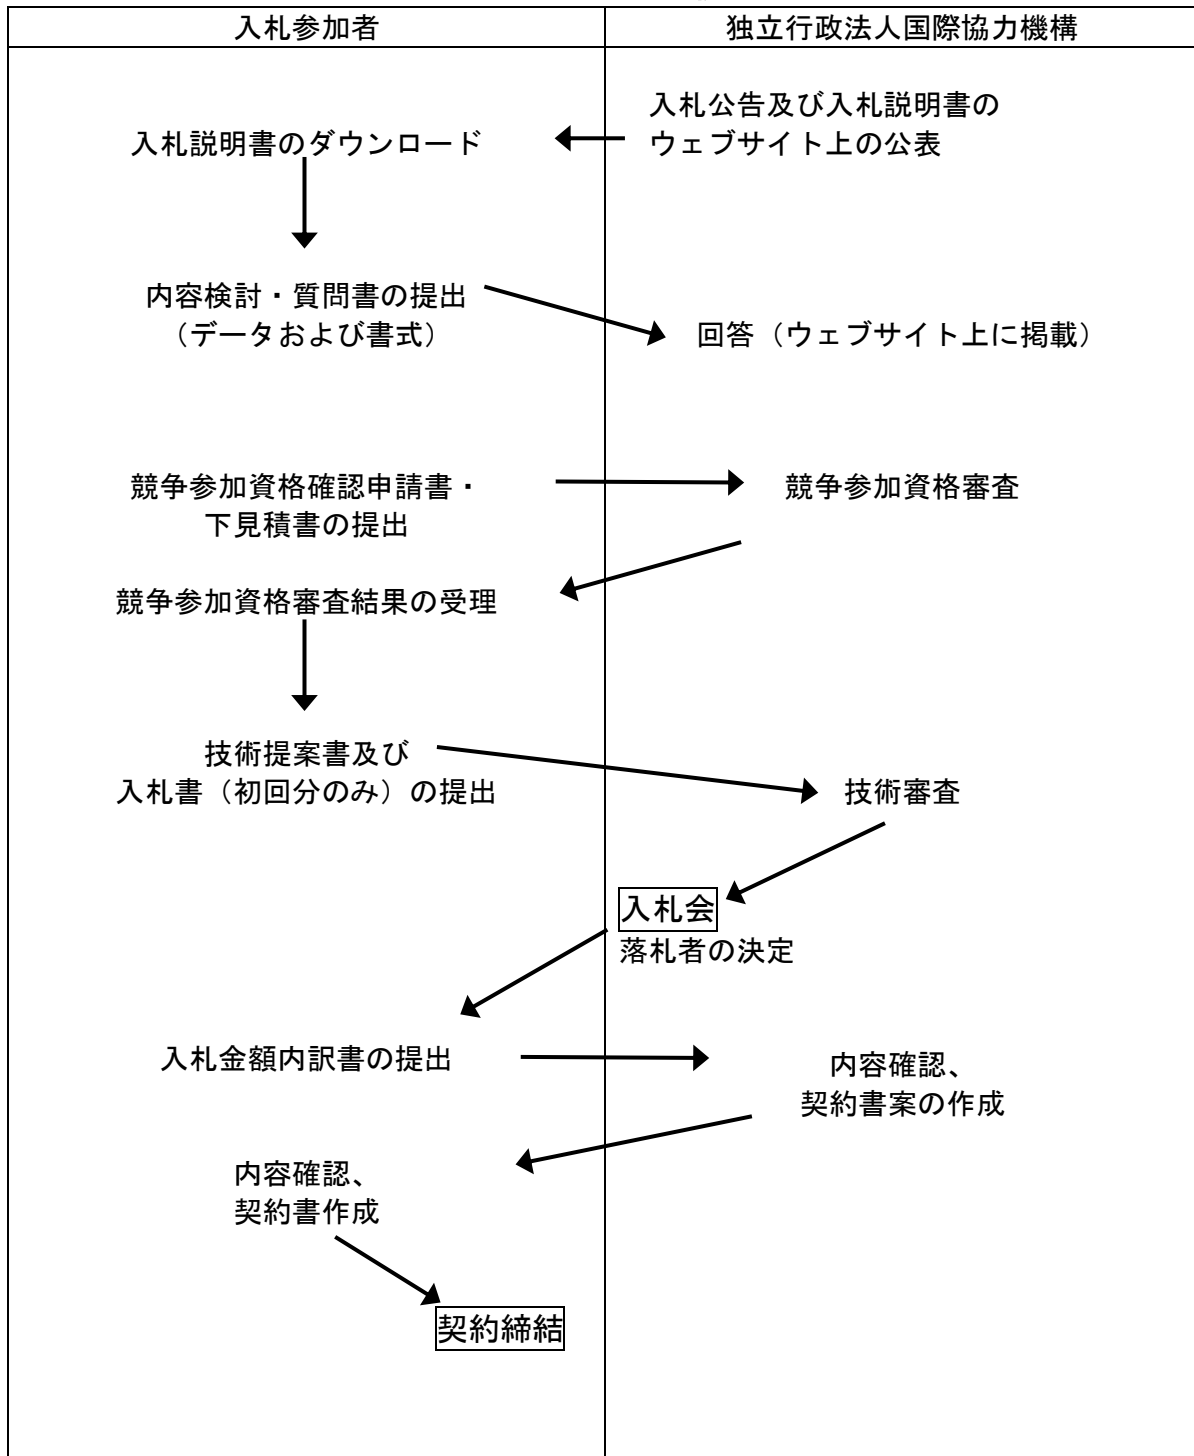 入札参加者
独立行政法人国際協力機構
入札公告及び入札説明書の
ウェブサイト上の公表
入札説明書のダウンロード
内容検討・質問書の提出
（データおよび書式）
回答（ウェブサイト上に掲載）
競争参加資格確認申請書・
下見積書の提出
競争参加資格審査
競争参加資格審査結果の受理
技術提案書及び
入札書（初回分のみ）の提出
技術審査
入札会
落札者の決定
入札金額内訳書の提出
内容確認、
契約書案の作成
内容確認、
契約書作成
契約締結